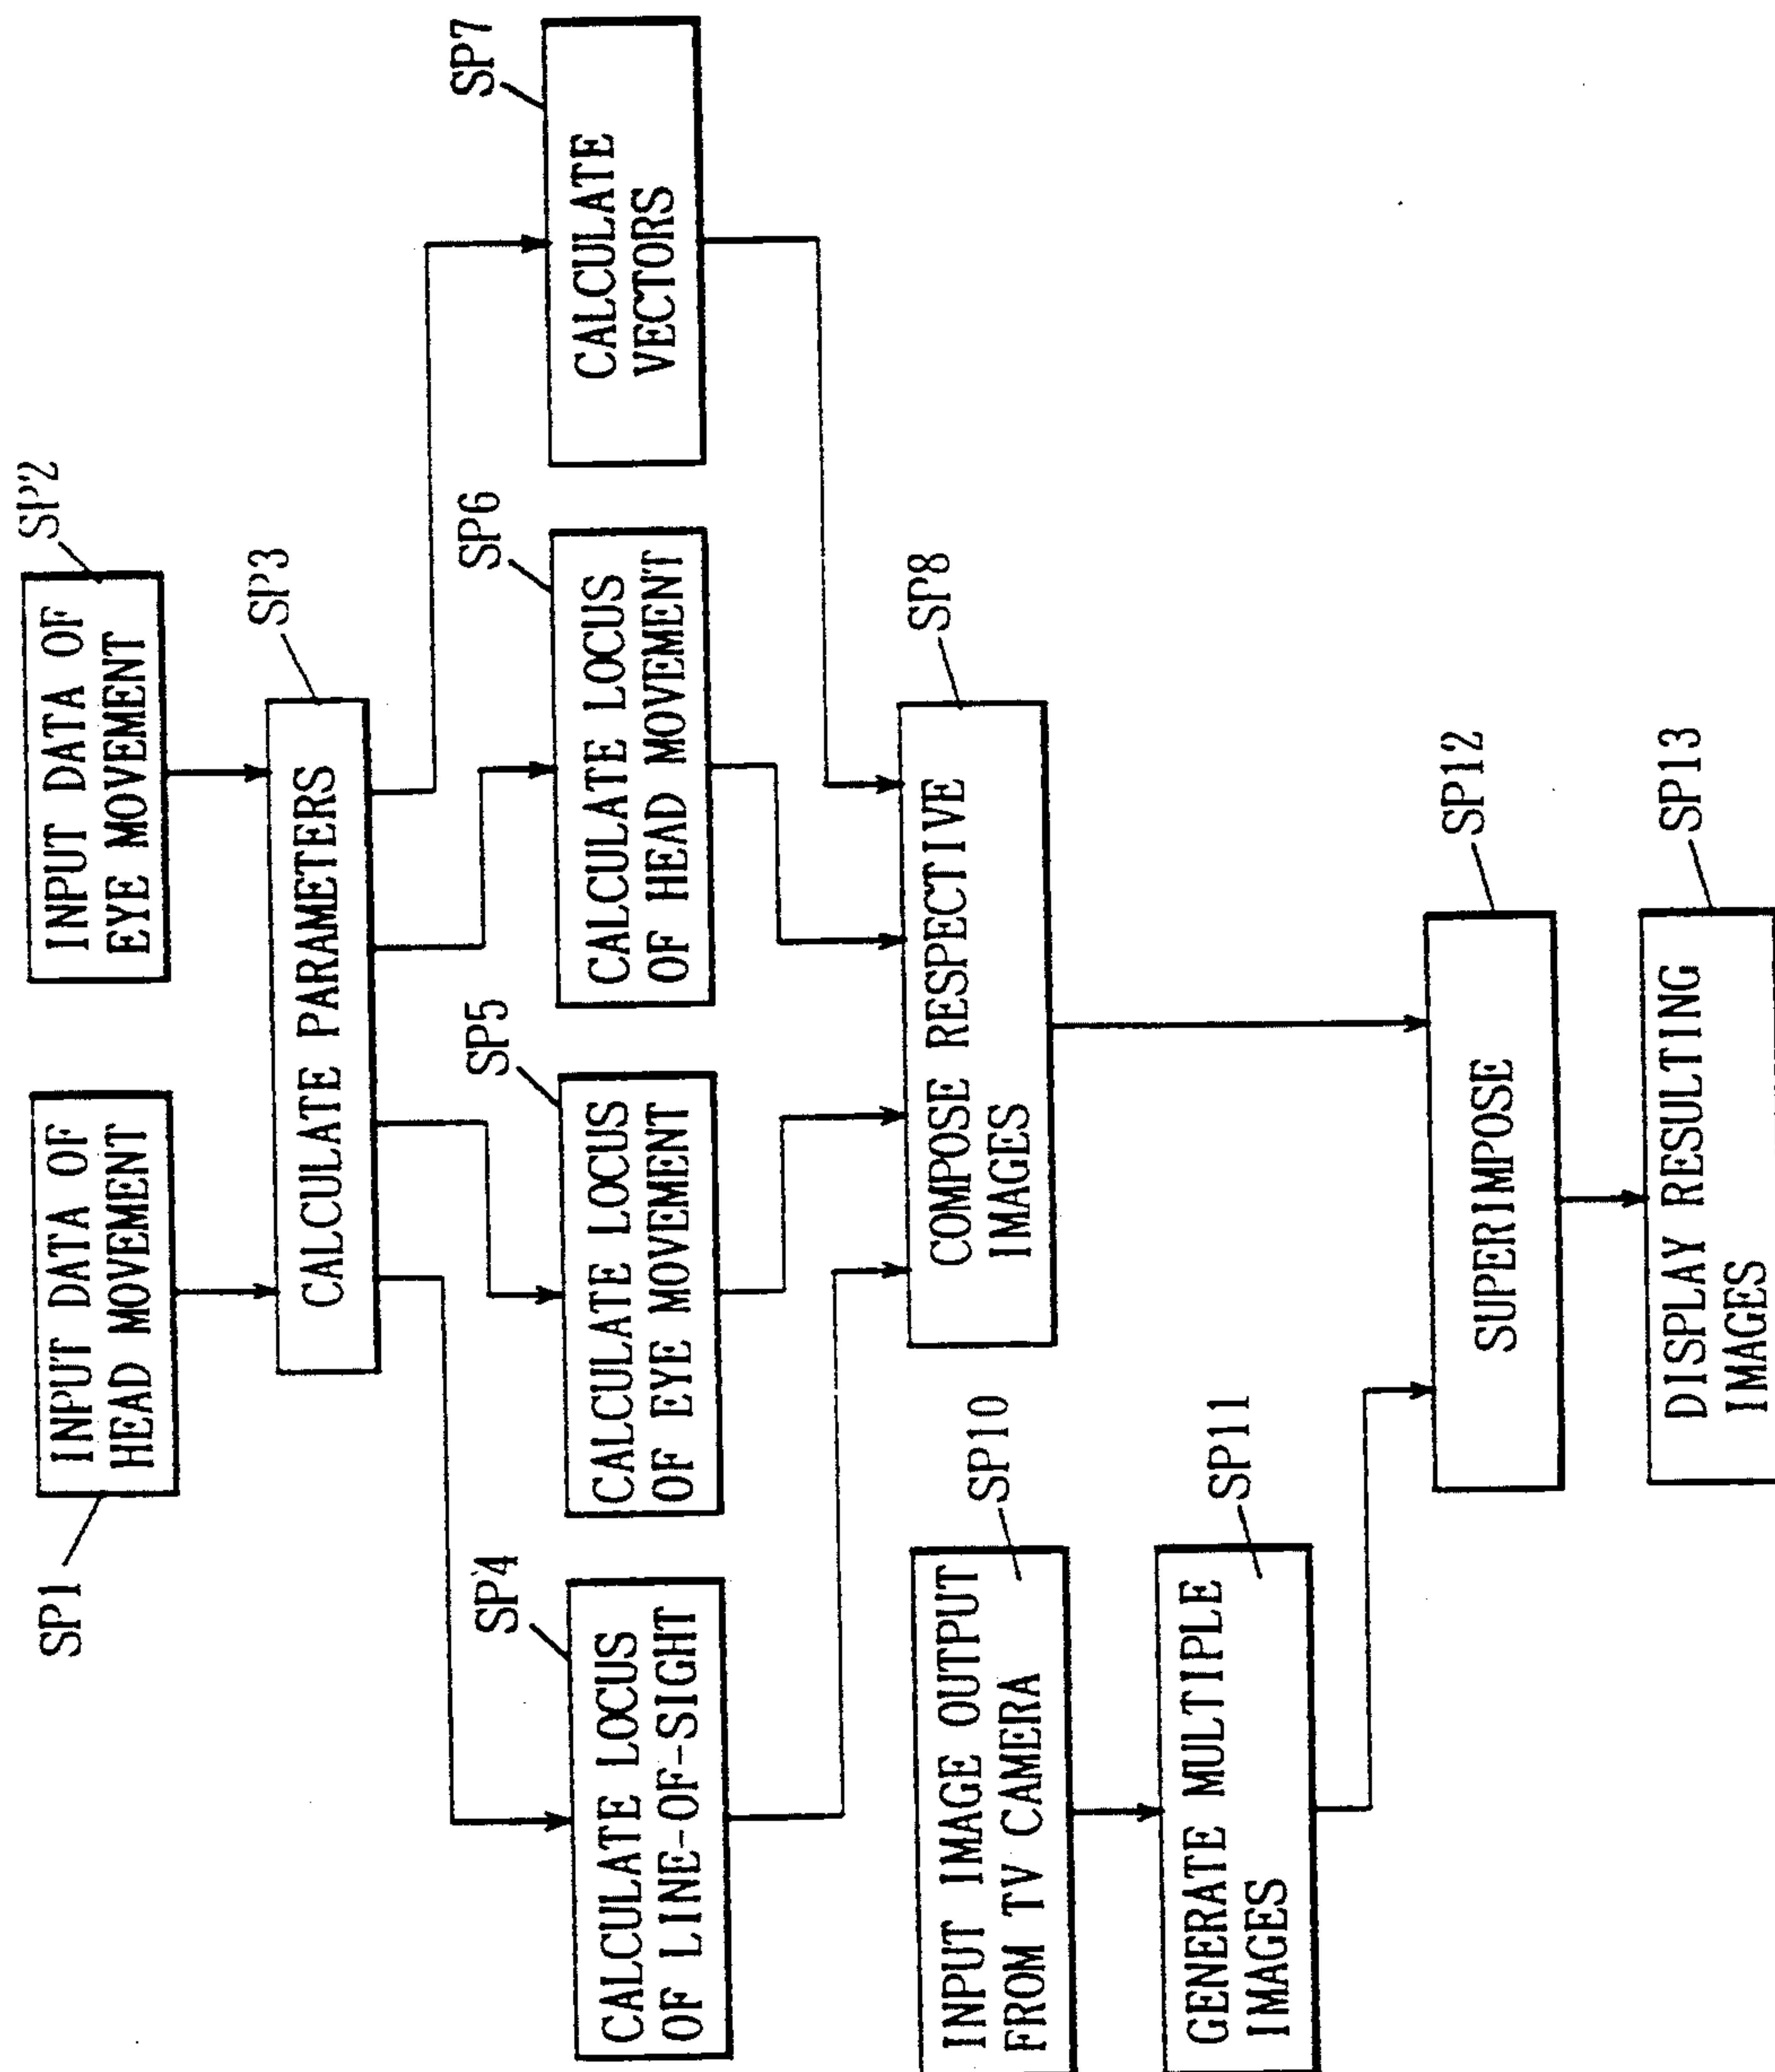 SP1
INPUT DATA OF
HEAD MOVEMENT
SP2
INPUT DATA OF
EYE MOVEMENT
SP3
CALCULATE PARAMETERS
SP4
CALCULATE LOCUS
OF LINE-OF-SIGHT
SP5
CALCULATE LOCUS
OF EYE MOVEMENT
SP6
CALCULATE LOCUS
OF HEAD MOVEMENT
SP7
CALCULATE
VECTORS
SP8
COMPOSE RESPECTIVE
IMAGES
SP10
INPUT IMAGE OUTPUT
FROM TV CAMERA
SP11
GENERATE MULTIPLE
IMAGES
SP12
SUPERIMPOSE
SP13
DISPLAY RESULTING
IMAGES